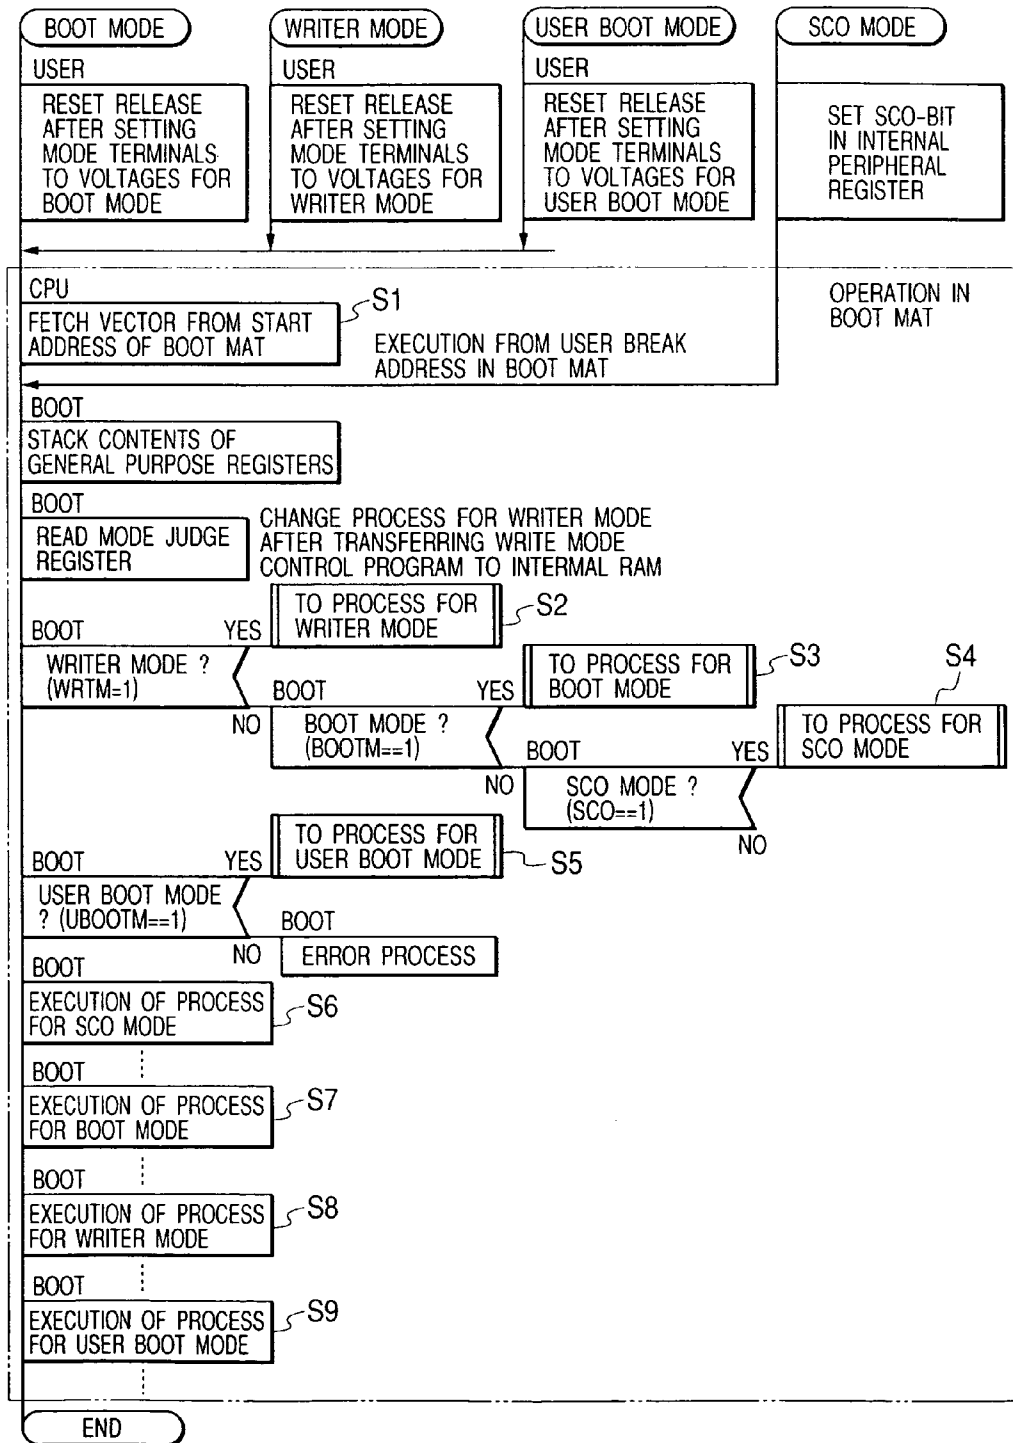 BOOT MODE
WRITER MODE
USER BOOT MODE
SCO MODE
USER
RESET RELEASE
AFTER SETTING
MODE TERMINALS
TO VOLTAGES FOR
BOOT MODE
USER
RESET RELEASE
AFTER SETTING
MODE TERMINALS
TO VOLTAGES FOR
WRITER MODE
USER
RESET RELEASE
AFTER SETTING
MODE TERMINALS
TO VOLTAGES FOR
USER BOOT MODE
SET SCO-BIT
IN INTERNAL
PERIPHERAL
REGISTER
OPERATION IN
BOOT MAT
CPU
S1
FETCH VECTOR FROM START
ADDRESS OF BOOT MAT
EXECUTION FROM USER BREAK
ADDRESS IN BOOT MAT
BOOT
STACK CONTENTS OF
GENERAL PURPOSE REGISTERS
BOOT
READ MODE JUDGE
REGISTER
CHANGE PROCESS FOR WRITER MODE
AFTER TRANSFERRING WRITE MODE
CONTROL PROGRAM TO INTERMAL RAM
TO PROCESS FOR
WRITER MODE
S2
BOOT
YES
WRITER MODE ?
(WRTM=1)
NO
TO PROCESS FOR
BOOT MODE
S3
BOOT
YES
BOOT MODE ?
(BOOTM==1)
NO
S4
TO PROCESS FOR
SCO MODE
BOOT
YES
SCO MODE ?
(SCO==1)
NO
TO PROCESS FOR
USER BOOT MODE
S5
BOOT
YES
USER BOOT MODE
? (UBOOTM==1)
NO
BOOT
ERROR PROCESS
BOOT
EXECUTION OF PROCESS
FOR SCO MODE
S6
BOOT
EXECUTION OF PROCESS
FOR BOOT MODE
S7
BOOT
EXECUTION OF PROCESS
FOR WRITER MODE
S8
BOOT
EXECUTION OF PROCESS
FOR USER BOOT MODE
S9
END